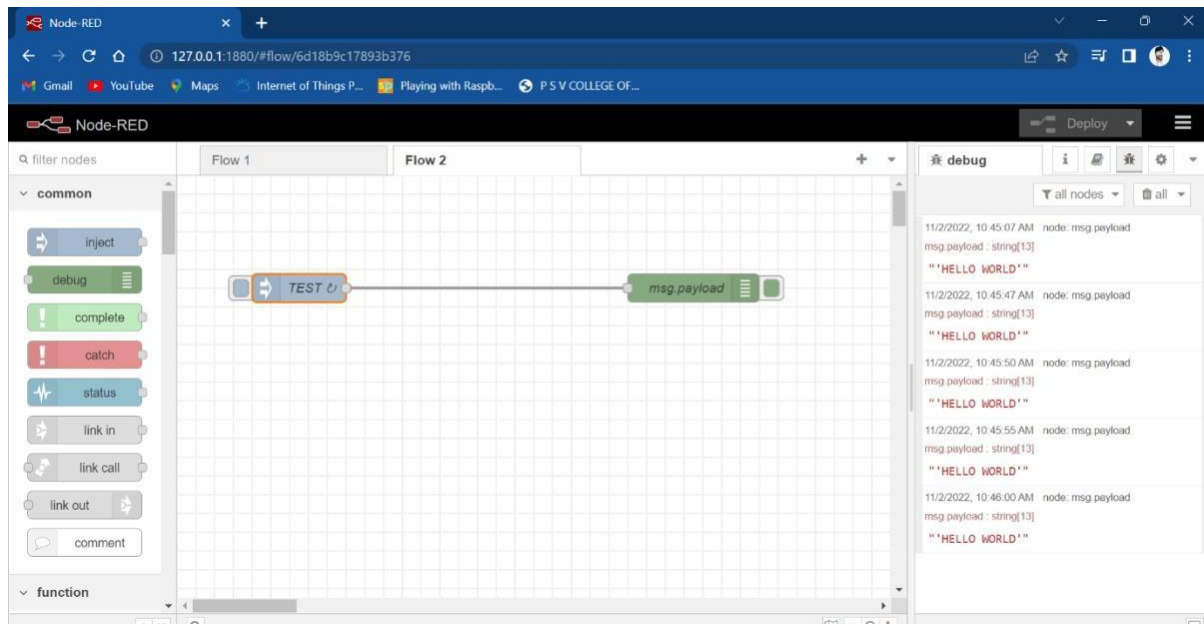 Node-RED
127.0.0.1:1880/#flow/6d18b9c17893b376
Gmail YouTube Maps Internet of Things P... Playing with Raspb... P S V COLLEGE OF...
Node-RED Deploy
filter nodes
Flow 1 Flow 2
debug i
common
all nodes all
inject
debug
complete
catch
status
link in
link call
link out
comment
function
TEST ↻ msg.payload
11/2/2022, 10:45:07 AM node: msg.payload
msg.payload : string[13]
"'HELLO WORLD'"
11/2/2022, 10:45:47 AM node: msg.payload
msg.payload : string[13]
"'HELLO WORLD'"
11/2/2022, 10:45:50 AM node: msg.payload
msg.payload : string[13]
"'HELLO WORLD'"
11/2/2022, 10:45:55 AM node: msg.payload
msg.payload : string[13]
"'HELLO WORLD'"
11/2/2022, 10:46:00 AM node: msg.payload
msg.payload : string[13]
"'HELLO WORLD'"